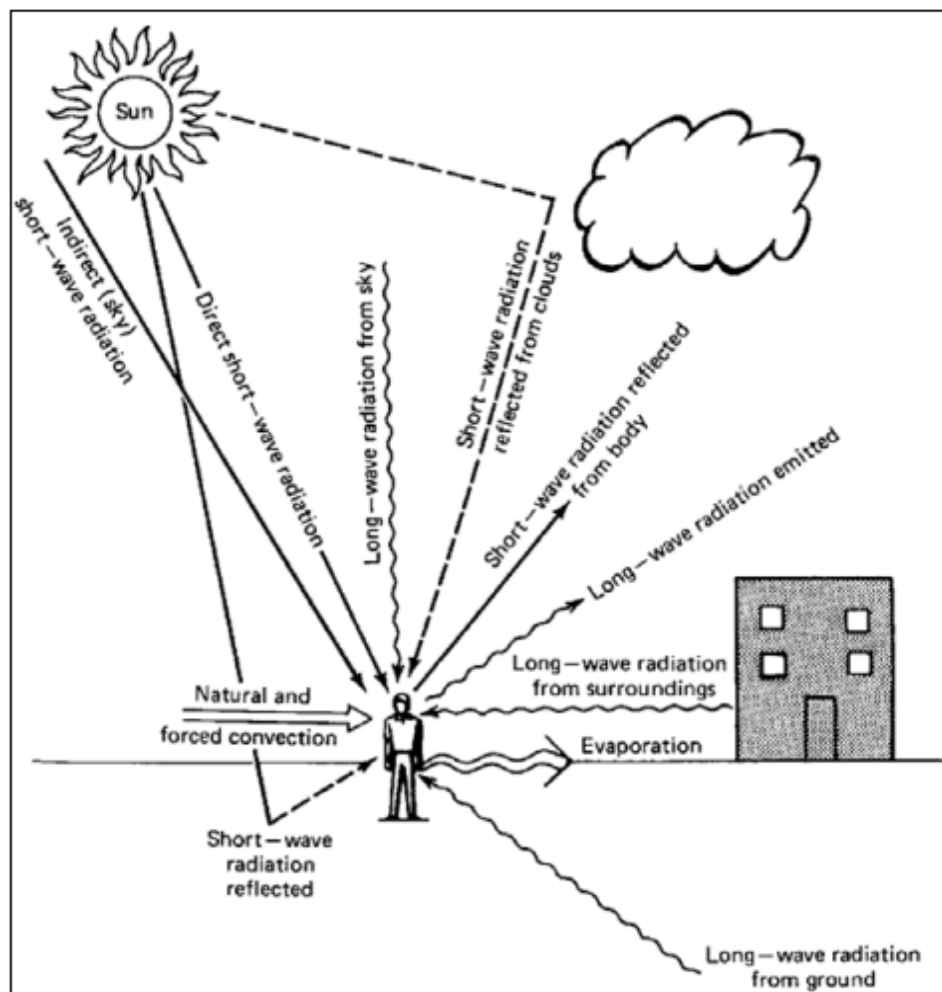 Sun
Indirect (sky)
short-wave radiation
Direct short-wave radiation
Long-wave radiation from sky
Short-wave radiation
reflected from clouds
Short-wave radiation reflected
from body
Long-wave radiation emitted
Long-wave radiation
from surroundings
Natural and
forced convection
Evaporation
Short-wave
radiation
reflected
Long-wave radiation
from ground